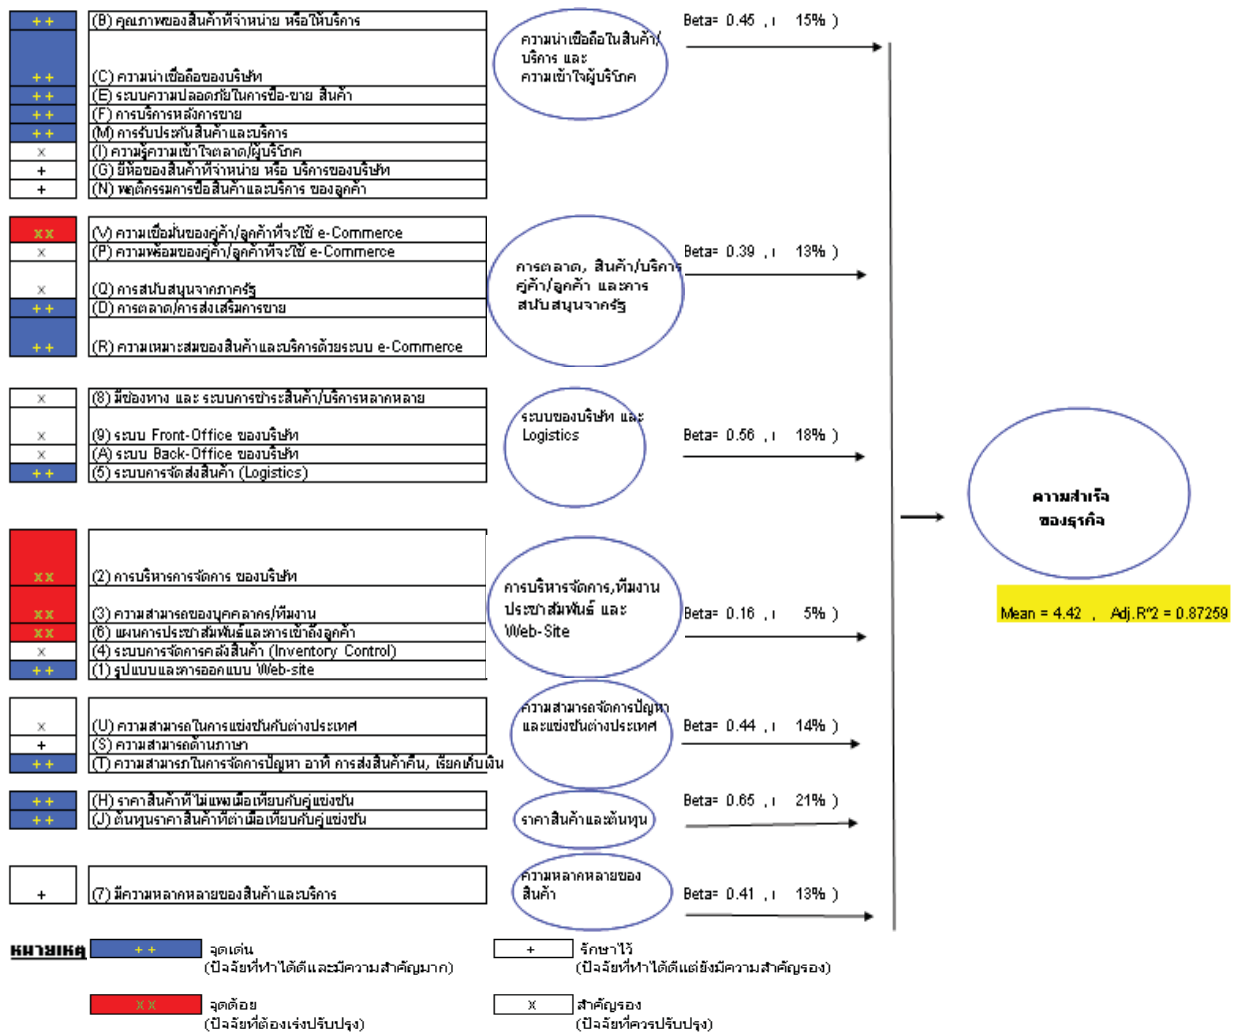 ++ (B) คุณภาพของสินค้าที่จำหน่าย หรือให้บริการ
++ (C) ความน่าเชื่อถือของบริษัท
++ (E) ระบบความปลอดภัยในการซื้อ-ขาย สินค้า
++ (F) การบริการหลังการขาย
++ (M) การรับประกันสินค้าและบริการ
x (I) ความรู้ความเข้าใจตลาด/ผู้บริโภค
+ (G) ยี่ห้อของสินค้าที่จำหน่าย หรือ บริการของบริษัท
+ (N) พฤติกรรมการซื้อสินค้าและบริการ ของลูกค้า
ความน่าเชื่อถือในสินค้า/
บริการ และ
ความเข้าใจผู้บริโภค
Beta= 0.45 , ( 15% )
xx (V) ความเชื่อมั่นของคู่ค้า/ลูกค้าที่จะใช้ e-Commerce
x (P) ความพร้อมของคู่ค้า/ลูกค้าที่จะใช้ e-Commerce
x (Q) การสนับสนุนจากภาครัฐ
++ (D) การตลาด/การส่งเสริมการขาย
++ (R) ความเหมาะสมของสินค้าและบริการด้วยระบบ e-Commerce
การตลาด, สินค้า/บริการ
คู่ค้า/ลูกค้า และการ
สนับสนุนจากรัฐ
Beta= 0.39 , ( 13% )
x (8) มีช่องทาง และ ระบบการชำระสินค้า/บริการหลากหลาย
x (9) ระบบ Front-Office ของบริษัท
x (A) ระบบ Back-Office ของบริษัท
++ (5) ระบบการจัดส่งสินค้า (Logistics)
ระบบของบริษัท และ
Logistics
Beta= 0.56 , ( 18% )
xx (2) การบริหารการจัดการ ของบริษัท
xx (3) ความสามารถของบุคคลากร/ทีมงาน
xx (6) แผนการประชาสัมพันธ์และการเข้าถึงลูกค้า
x (4) ระบบการจัดการคลังสินค้า (Inventory Control)
++ (1) รูปแบบและการออกแบบ Web-site
การบริหารจัดการ,ทีมงาน
ประชาสัมพันธ์ และ
Web-Site
Beta= 0.16 , ( 5% )
x (U) ความสามารถในการแข่งขันกับต่างประเทศ
+ (S) ความสามารถด้านภาษา
++ (T) ความสามารถในการจัดการปัญหา อาทิ การส่งสินค้าคืน, เรียกเก็บเงิน
ความสามารถจัดการปัญหา
และแข่งขันต่างประเทศ
Beta= 0.44 , ( 14% )
++ (H) ราคาสินค้าที่ไม่แพงเมื่อเทียบกับคู่แข่งขัน
++ (J) ต้นทุนราคาสินค้าที่ต่ำเมื่อเทียบกับคู่แข่งขัน
ราคาสินค้าและต้นทุน
Beta= 0.65 , ( 21% )
+ (7) มีความหลากหลายของสินค้าและบริการ
ความหลากหลายของ
สินค้า
Beta= 0.41 , ( 13% )
ความสำเร็จ
ของธุรกิจ
Mean = 4.42 , Adj.R^2 = 0.87259
หมายเหตุ
++ จุดเด่น
(ปัจจัยที่ทำได้ดีและมีความสำคัญมาก)
+ รักษาไว้
(ปัจจัยที่ทำได้ดีแต่ยังมีความสำคัญรอง)
xx จุดด้อย
(ปัจจัยที่ต้องเร่งปรับปรุง)
x สำคัญรอง
(ปัจจัยที่ควรปรับปรุง)